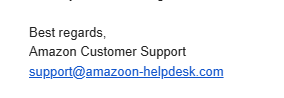 Best regards,
Amazon Customer Support
support@amazoon-helpdesk.com